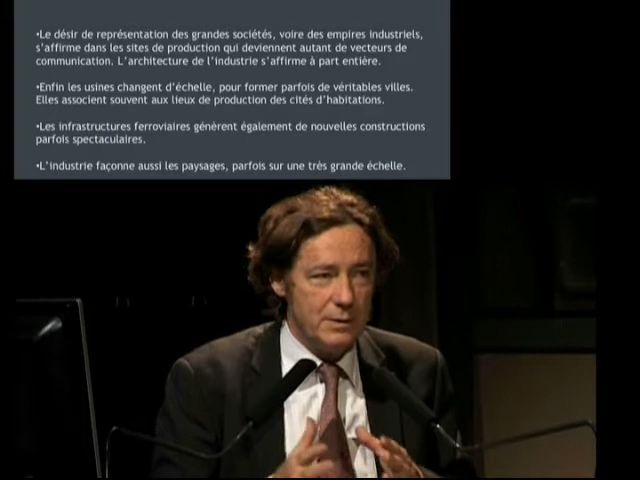 •Le désir de représentation des grandes sociétés, voire des empires industriels,
s'affirme dans les sites de production qui deviennent autant de vecteurs de
communication. L'architecture de l'industrie s'affirme à part entière.
•Enfin les usines changent d'échelle, pour former parfois de véritables villes.
Elles associent souvent aux lieux de production des cités d'habitations.
•Les infrastructures ferroviaires génèrent également de nouvelles constructions
parfois spectaculaires.
•L'industrie façonne aussi les paysages, parfois sur une très grande échelle.